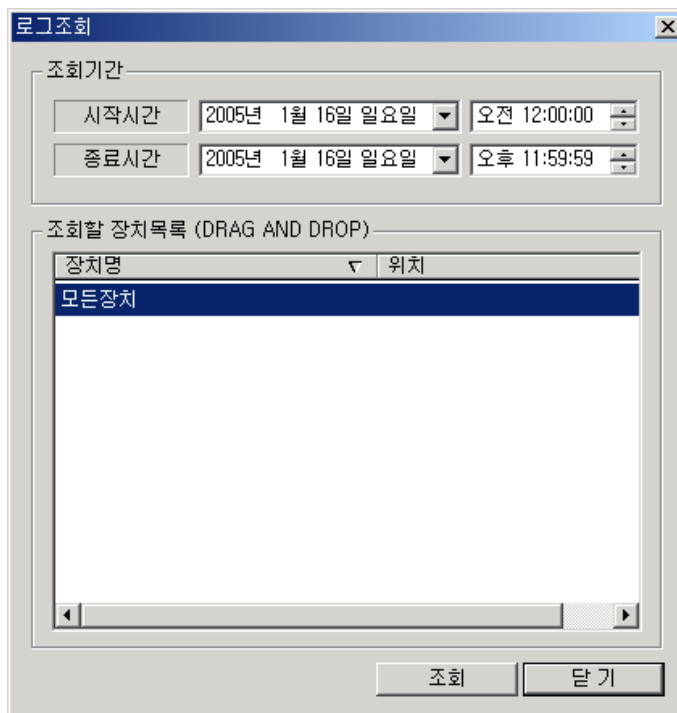 로그조회
조회기간
시작시간 2005년 1월 16일 일요일 오전 12:00:00
종료시간 2005년 1월 16일 일요일 오후 11:59:59
조회할 장치목록 (DRAG AND DROP)
장치명 위치
모든장치
조회 닫 기